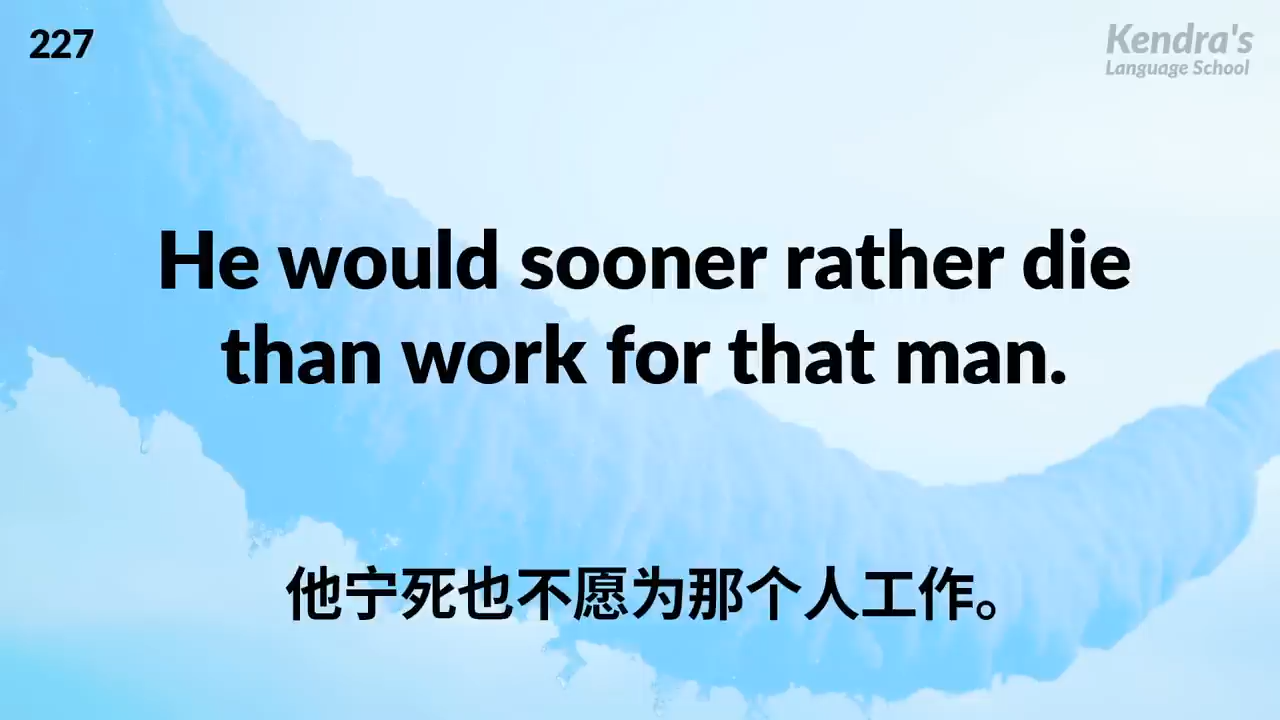 227
Kendra's
Language School
He would sooner rather die
than work for that man.
他宁死也不愿为那个人工作。